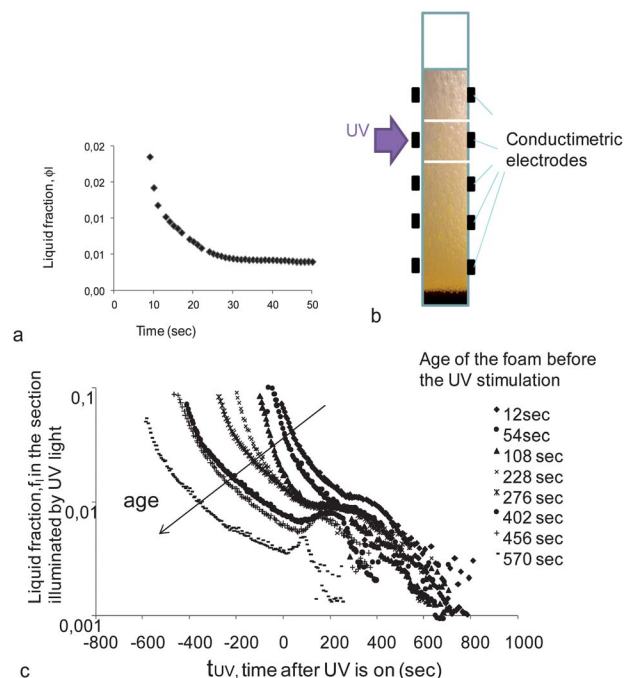 b
UV
Conductimetric
electrodes
0,02
0,02
0,01
0,01
0,00
Liquid fraction, ϕl
0 10 20 30 40 50
Time (sec)
a
Age of the foam before
the UV stimulation
12sec
54sec
108 sec
228 sec
276 sec
402 sec
456 sec
570 sec
0,1
0,01
0,001
Liquid fraction,fl in the section
illuminated by UV light
age
-800 -600 -400 -200 0 200 400 600 800 1000
tUV, time after UV is on (sec)
c